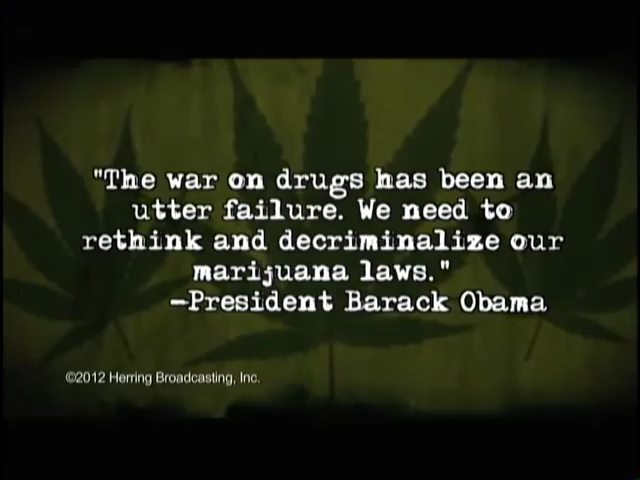 "The war on drugs has been an
utter failure. We need to
rethink and decriminalize our
marijuana laws."
—President Barack Obama
©2012 Herring Broadcasting, Inc.